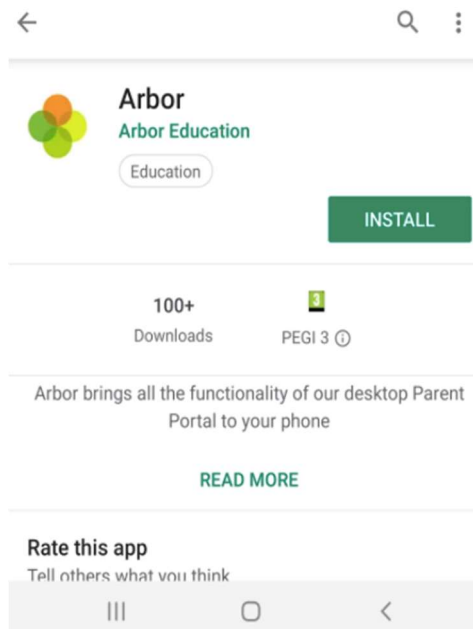 Arbor
Arbor Education
Education
INSTALL
100+
Downloads
3
PEGI 3
Arbor brings all the functionality of our desktop Parent
Portal to your phone
READ MORE
Rate this app
Tell others what you think